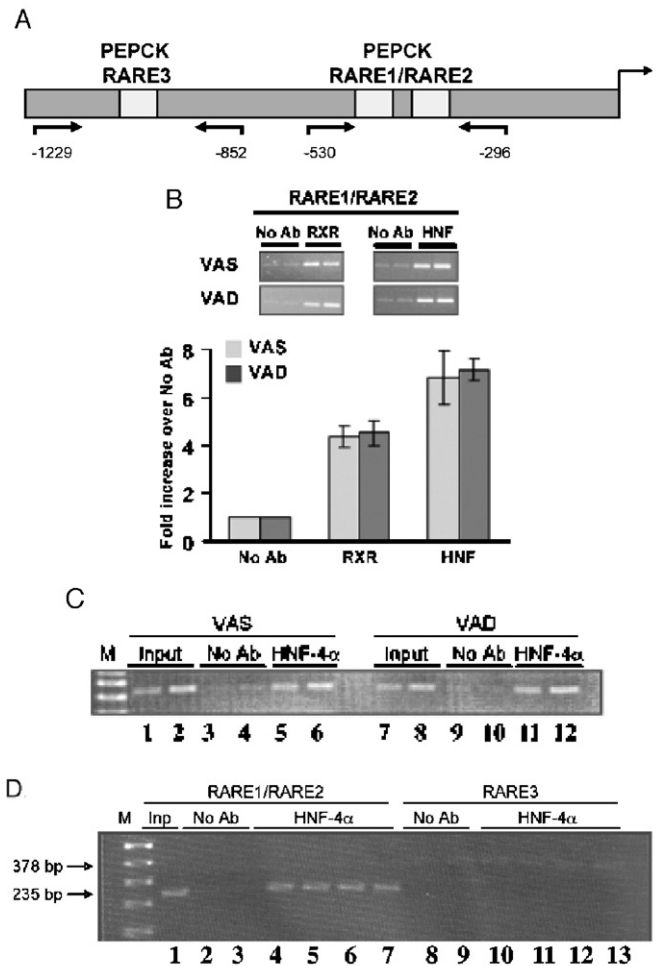 A
PEPCK
RARE3
PEPCK
RARE1/RARE2
-1229
-852
-530
-296
B
RARE1/RARE2
No Ab RXR
No Ab HNF
VAS
VAD
Fold increase over No Ab
8
6
4
2
0
VAS
VAD
No Ab RXR HNF
C
VAS VAD
M Input No Ab HNF-4α Input No Ab HNF-4α
1 2 3 4 5 6 7 8 9 10 11 12
D
RARE1/RARE2 RARE3
M Inp No Ab HNF-4α No Ab HNF-4α
378 bp
235 bp
1 2 3 4 5 6 7 8 9 10 11 12 13